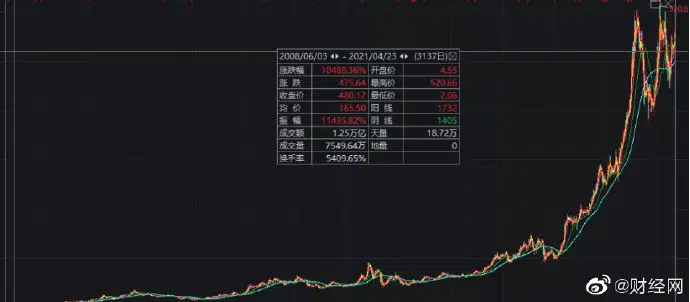 520.6
2008/06/03 - 2021/04/23 (3137日)
涨跌幅 10488.36% 开盘价 4.55
涨 跌 475.64 最高价 520.66
收盘价 480.17 最低价 2.06
均 价 165.50 阳 线 1732
振 幅 11435.82% 阴 线 1405
成交额 1.25万亿 天量 18.72万
成交量 7549.64万 地量 0
换手率 5409.65%
@财经网